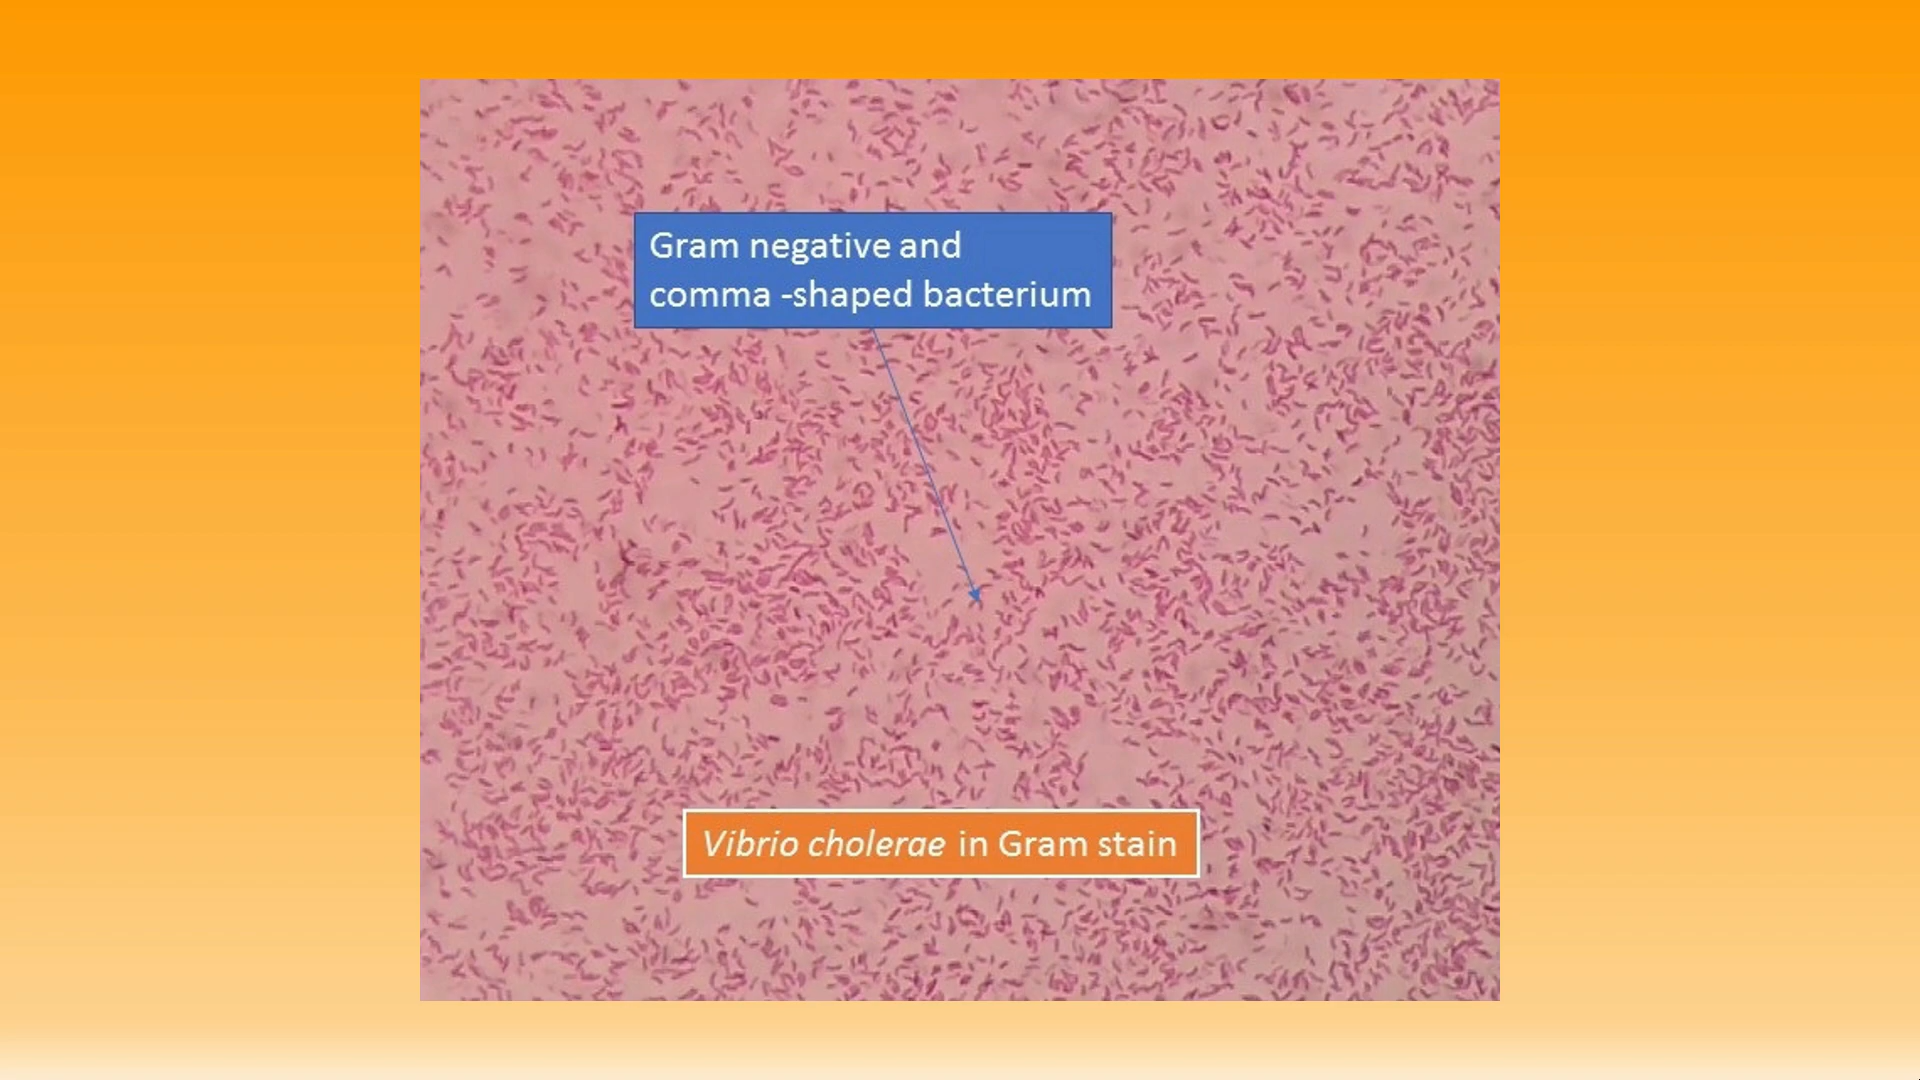 Gram negative and
comma -shaped bacterium
Vibrio cholerae in Gram stain